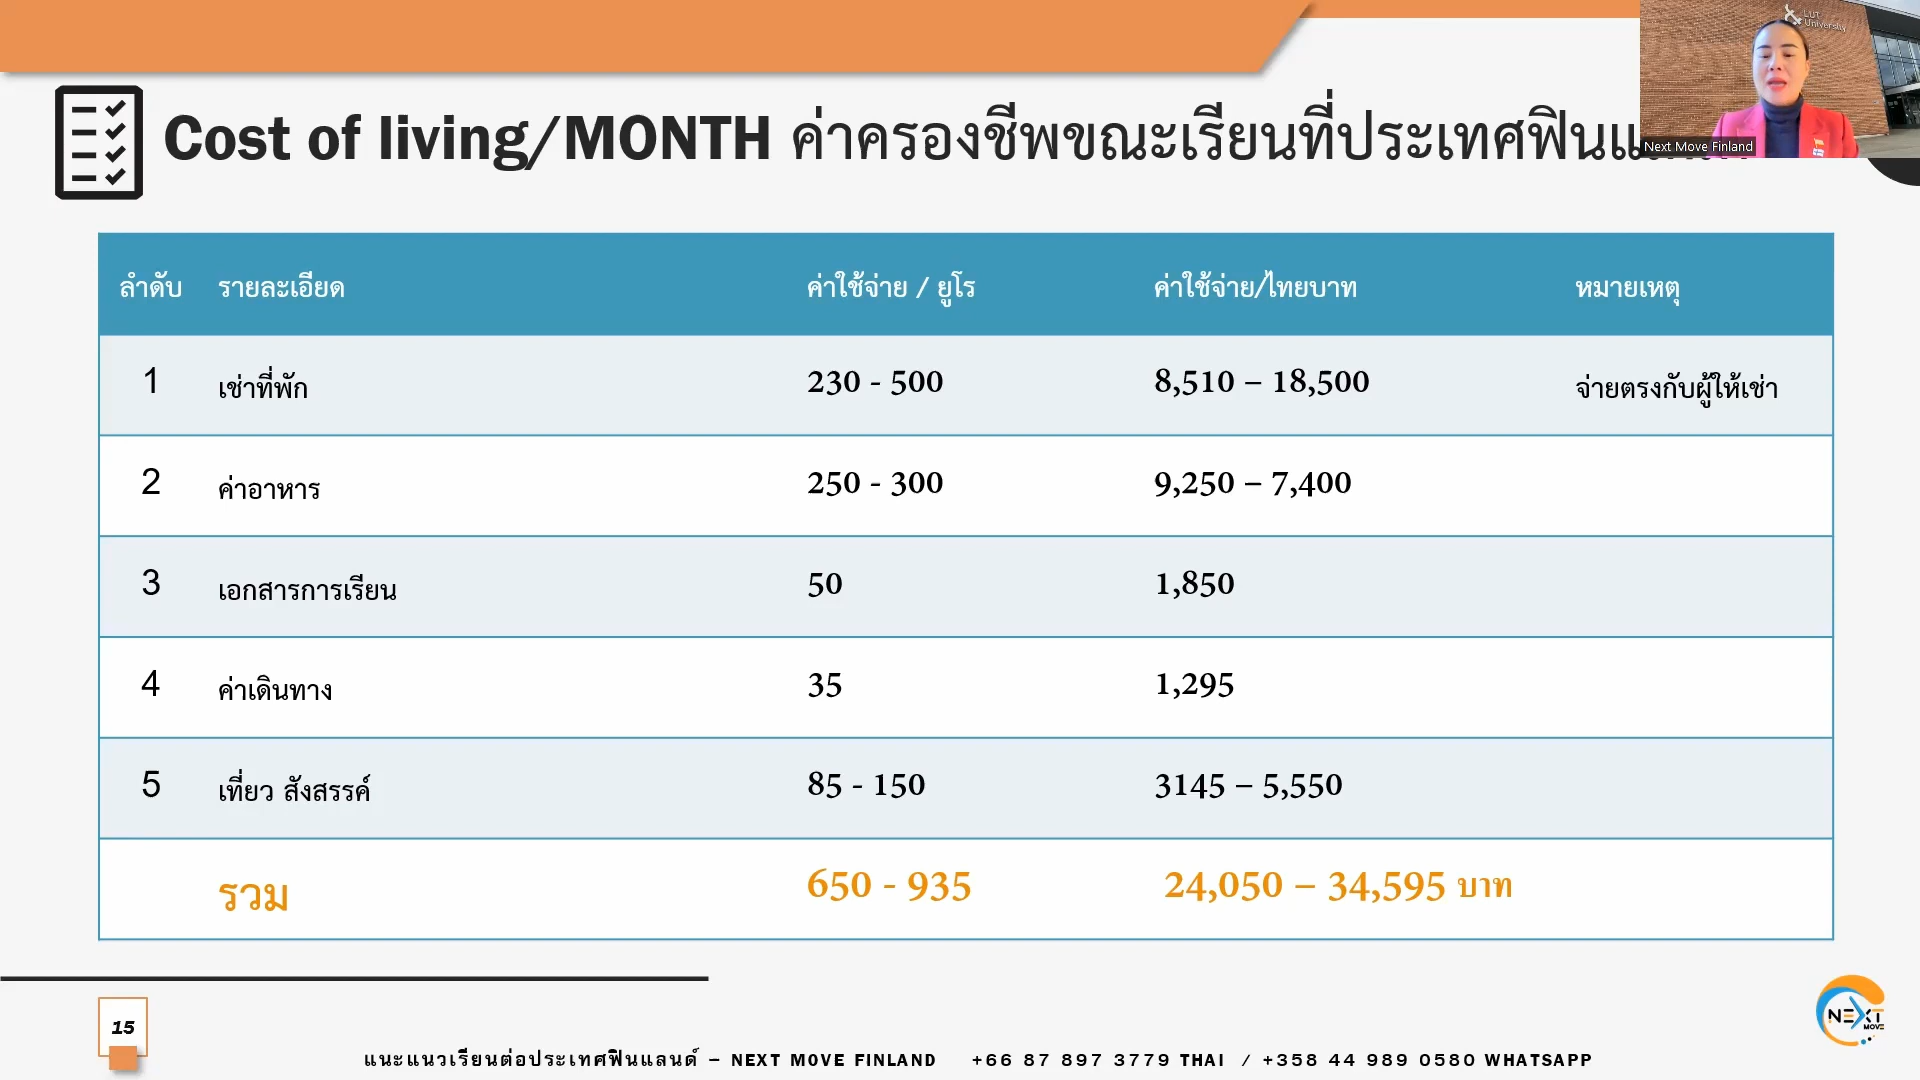 LUT
University
Next Move Finland
Cost of living/MONTH ค่าครองชีพขณะเรียนที่ประเทศ
ลำดับ รายละเอียด ค่าใช้จ่าย / ยูโร ค่าใช้จ่าย/ไทยบาท หมายเหตุ
1 เช่าที่พัก 230 - 500 8,510 – 18,500 จ่ายตรงกับผู้ให้เช่า
2 ค่าอาหาร 250 - 300 9,250 – 7,400
3 เอกสารการเรียน 50 1,850
4 ค่าเดินทาง 35 1,295
5 เที่ยว สังสรรค์ 85 - 150 3145 – 5,550
รวม 650 - 935 24,050 – 34,595 บาท
15
NEXT
MOVE
แนะแนวเรียนต่อประเทศฟินแลนด์ – NEXT MOVE FINLAND +66 87 897 3779 THAI / +358 44 989 0580 WHATSAPP